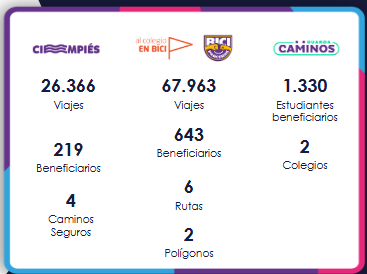 CIEMPIÉS
26.366
Viajes
219
Beneficiarios
4
Caminos
Seguros
al colegio
EN BICI
BICI
67.963
Viajes
643
Beneficiarios
6
Rutas
2
Polígonos
GUARDA
CAMINOS
1.330
Estudiantes
beneficiarios
2
Colegios